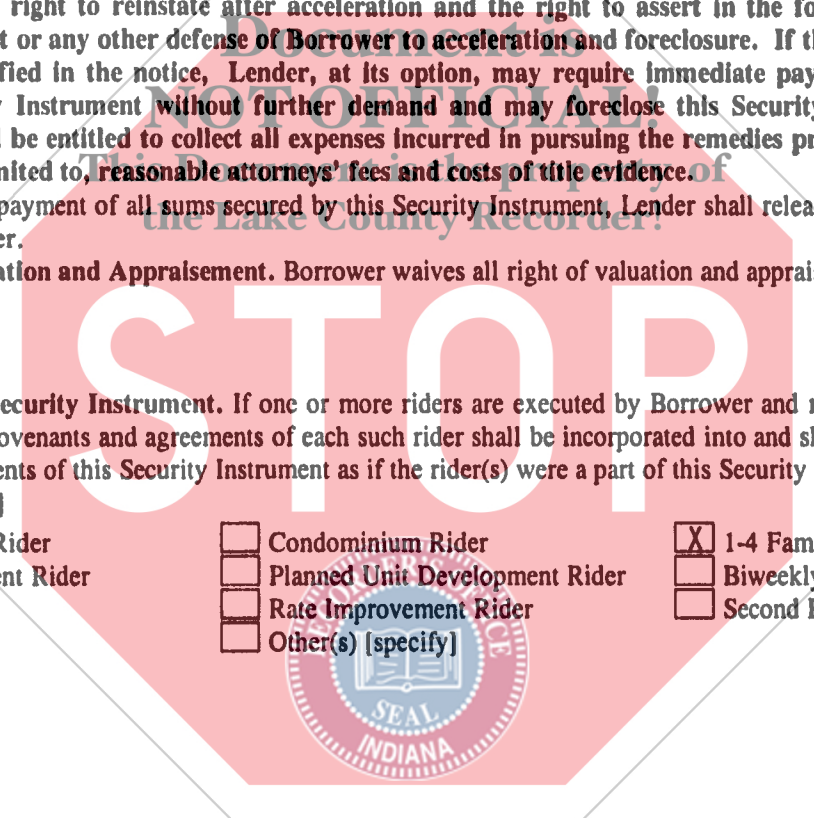 right to reinstate after acceleration and the right to assert in the fo
t or any other defense of Borrower to acceleration and foreclosure. If th
fied in the notice, Lender, at its option, may require immediate pay
y Instrument without further demand and may foreclose this Security
l be entitled to collect all expenses incurred in pursuing the remedies pr
nited to, reasonable attorneys' fees and costs of title evidence.
payment of all sums secured by this Security Instrument, Lender shall relea
er.
ation and Appraisement. Borrower waives all right of valuation and apprai
ecurity Instrument. If one or more riders are executed by Borrower and r
ovenants and agreements of each such rider shall be incorporated into and sh
ents of this Security Instrument as if the rider(s) were a part of this Security
]
Rider Condominium Rider X 1-4 Fam
ent Rider Planned Unit Development Rider Biweekly
Rate Improvement Rider Second
Other(s) [specify]
Document is
NOT OFFICIAL!
This Document is the property of
the Lake County Recorder!
STOP
RECORDER'S OFFICE
SEAL
INDIANA